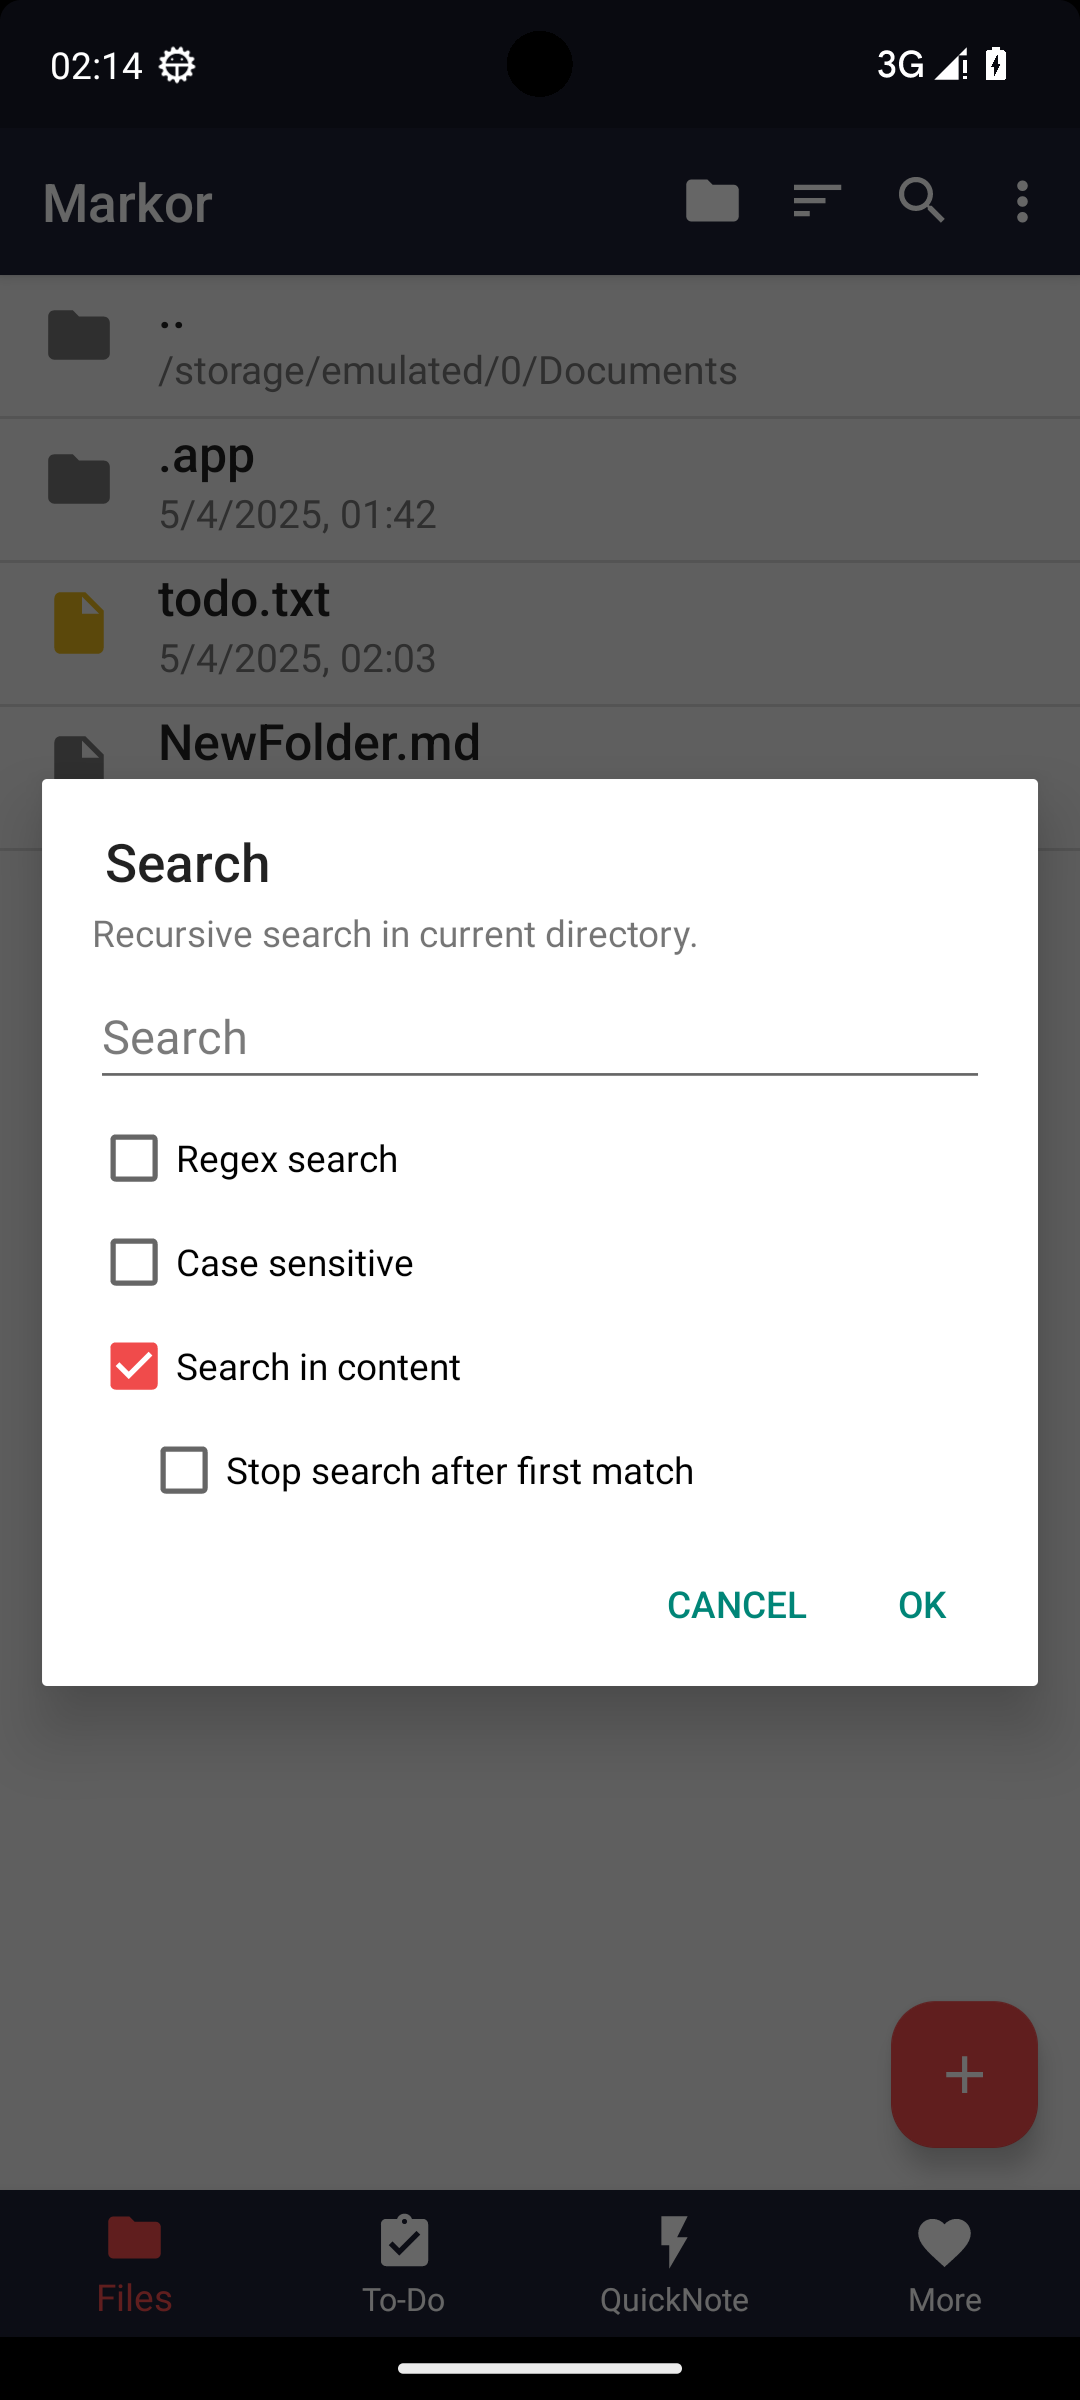 02:14
3G
Markor
..
/storage/emulated/0/Documents
.app
5/4/2025, 01:42
todo.txt
5/4/2025, 02:03
NewFolder.md
Search
Recursive search in current directory.
Search
Regex search
Case sensitive
Search in content
Stop search after first match
CANCEL OK
Files To-Do QuickNote More